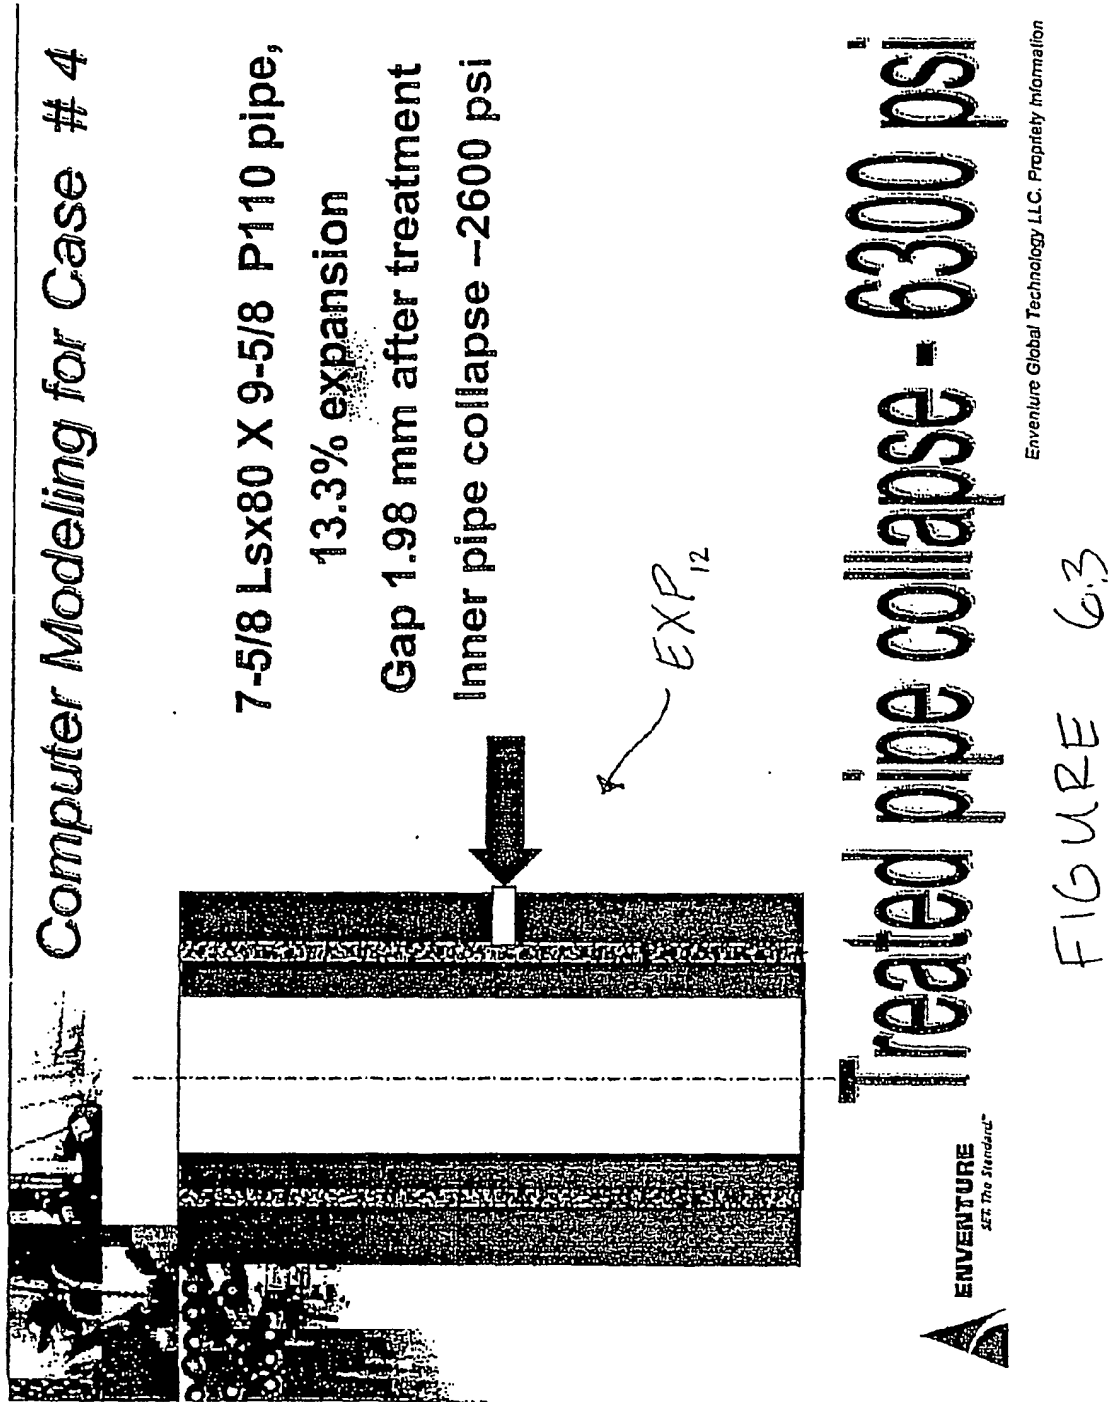 Computer Modeling for Case # 4
7-5/8 Lsx80 X 9-5/8 P110 pipe,
13.3% expansion
Gap 1.98 mm after treatment
Inner pipe collapse –2600 psi
EXP12
Treated pipe collapse - 6300 psi
ENVENTURE
SET. The Standard™
Enventure Global Technology LLC. Propriety Information
FIGURE 63